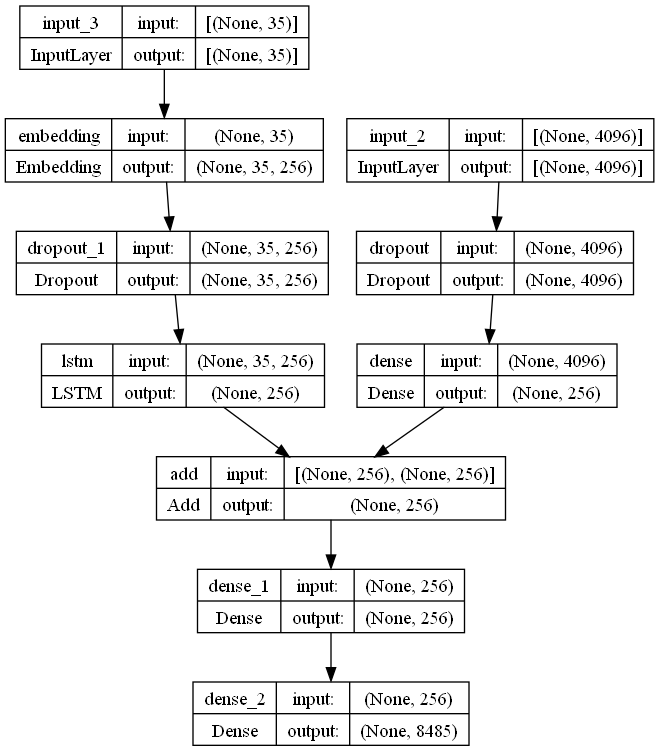 input_3 input: [(None, 35)]
InputLayer output: [(None, 35)]
embedding input: (None, 35)
Embedding output: (None, 35, 256)
input_2 input: [(None, 4096)]
InputLayer output: [(None, 4096)]
dropout_1 input: (None, 35, 256)
Dropout output: (None, 35, 256)
dropout input: (None, 4096)
Dropout output: (None, 4096)
lstm input: (None, 35, 256)
LSTM output: (None, 256)
dense input: (None, 4096)
Dense output: (None, 256)
add input: [(None, 256), (None, 256)]
Add output: (None, 256)
dense_1 input: (None, 256)
Dense output: (None, 256)
dense_2 input: (None, 256)
Dense output: (None, 8485)